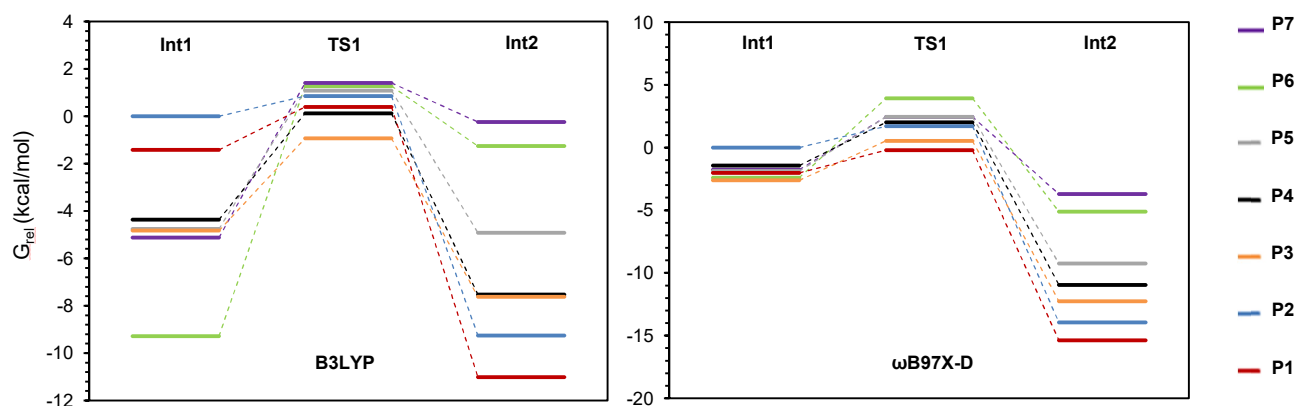 Int1 TS1 Int2
4
2
0
-2
-4
-6
-8
-10
-12
G_rel (kcal/mol)
B3LYP
Int1 TS1 Int2
10
5
0
-5
-10
-15
-20
ωB97X-D
P7
P6
P5
P4
P3
P2
P1